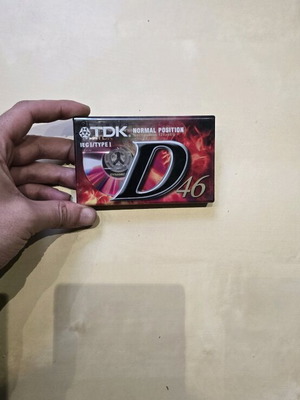 TDK NORMAL POSITION
IEC I/TYPE I
D 46